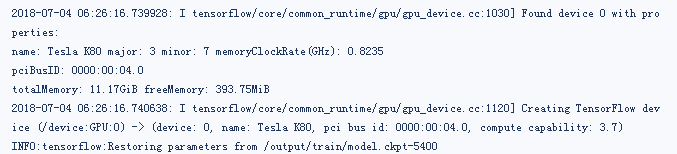 2018-07-04 06:26:16.739928: I tensorflow/core/common_runtime/gpu/gpu_device.cc:1030] Found device 0 with pro
perties:
name: Tesla K80 major: 3 minor: 7 memoryClockRate(GHz): 0.8235
pciBusID: 0000:00:04.0
totalMemory: 11.17GiB freeMemory: 393.75MiB
2018-07-04 06:26:16.740638: I tensorflow/core/common_runtime/gpu/gpu_device.cc:1120] Creating TensorFlow dev
ice (/device:GPU:0) -> (device: 0, name: Tesla K80, pci bus id: 0000:00:04.0, compute capability: 3.7)
INFO:tensorflow:Restoring parameters from /output/train/model.ckpt-5400